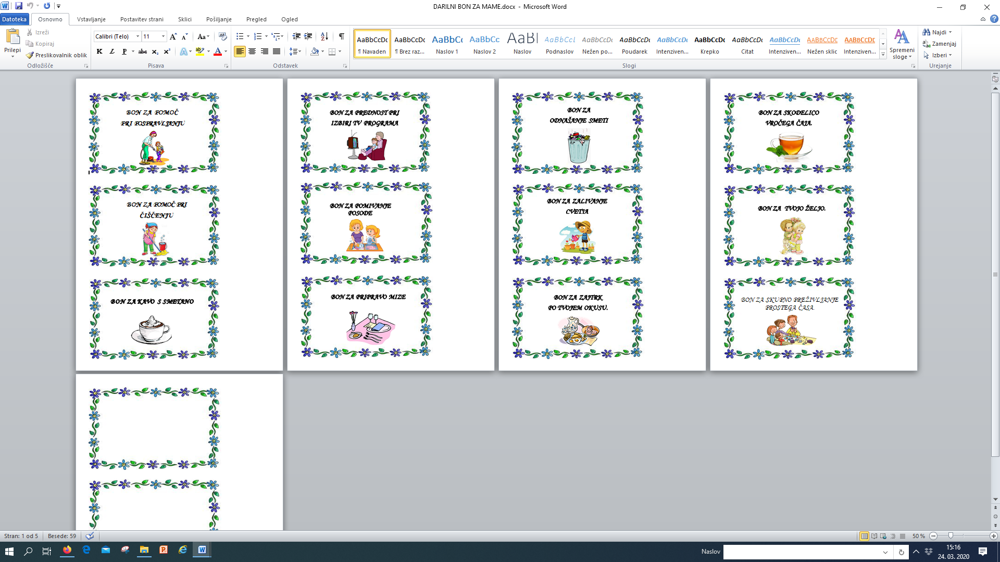 DARILNI BON ZA MAME.docx - Microsoft Word
Datoteka
Osnovno
Vstavljanje
Postavitev strani
Sklici
Pošiljanje
Pregled
Ogled
Prilepi
Izreži
Kopiraj
Preslikovalnik oblik
Odložišče
Calibri (Telo)
11
Pisava
Odstavek
AaBbCcDc
¶ Navaden
AaBbCcDc
¶ Brez raz...
AaBbCc
Naslov 1
AaBbCc
Naslov 2
AaBl
Naslov
AaBbCcL
Podnaslov
AaBbCcDc
Nežen po...
AaBbCcDc
Poudarek
AaBbCcDc
Intenziven...
AaBbCcDc
Krepko
AaBbCcDc
Citat
AaBbCcDc
Intenziven...
AaBbCcDc
Nežen sklic
AaBbCcDc
Intenziven...
Slogi
Spremeni
sloge
Najdi
Zamenjaj
Izberi
Urejanje
BON ZA POMOČ
PRI POSPRAVLJANJU
BON ZA POMOČ PRI
ČIŠČENJU
BON ZA KAVO S SMETANO
BON ZA PREDNOST PRI
IZBIRI TV PROGRAMA
BON ZA POMIVANJE
POSODE
BON ZA PRIPRAVO MIZE
BON ZA
ODNAŠANJE SMETI
BON ZA ZALIVANJE
CVETJA
BON ZA ZAJTRK
PO TVOJEM OKUSU.
BON ZA SKODELICO
VROČEGA ČAJA.
BON ZA TVOJO ŽELJO.
BON ZA SKUPNO PREŽIVLJANJE
PROSTEGA ČASA.
Stran: 1 od 5
Besede: 59
50 %
Naslov
15:16
24. 03. 2020